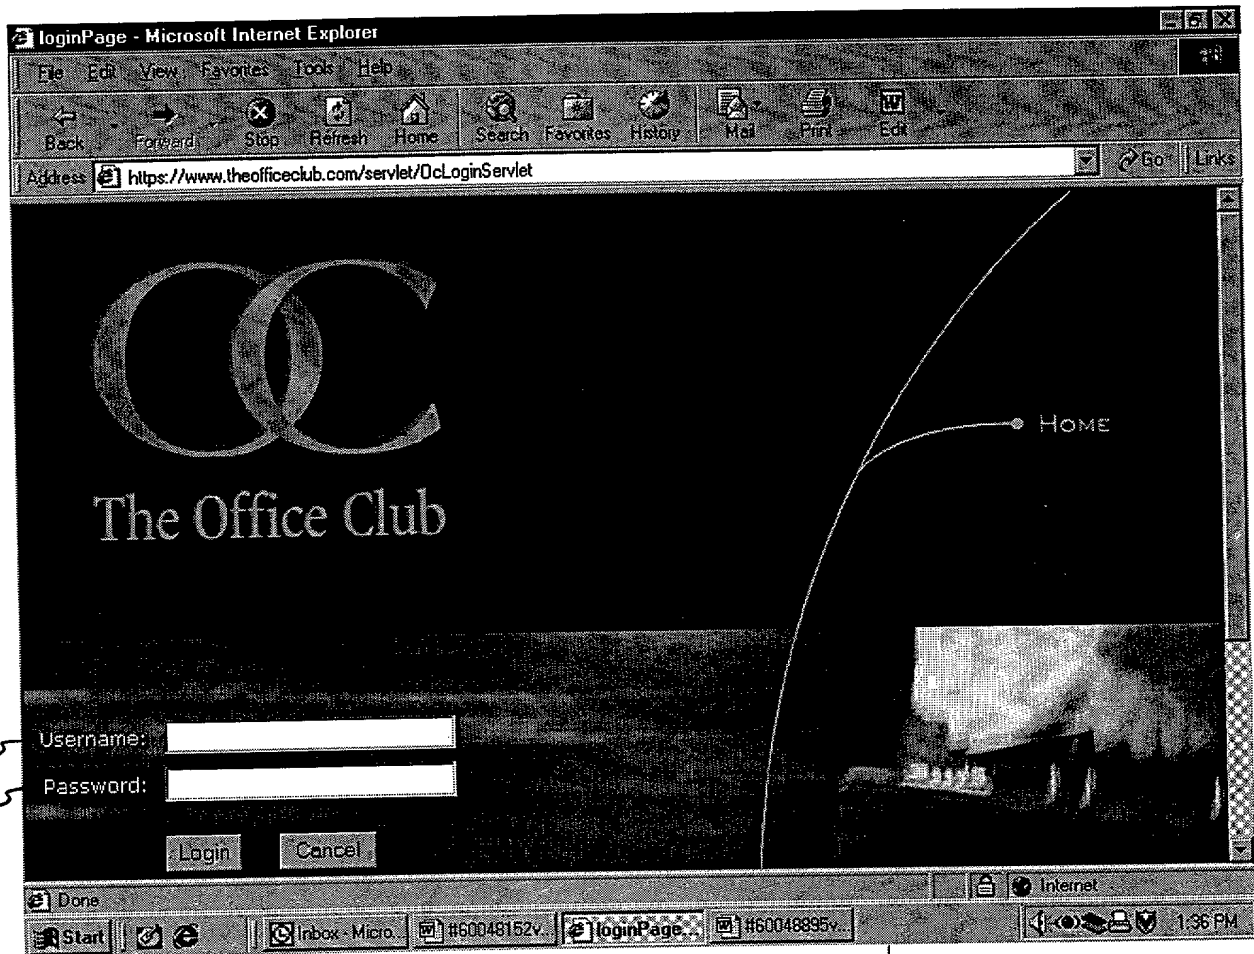 loginPage - Microsoft Internet Explorer
File Edit View Favorites Tools Help
Back Forward Stop Refresh Home Search Favorites History Mail Print Edit
Address https://www.theofficeclub.com/servlet/OcLoginServlet Go Links
OC
HOME
The Office Club
Username:
Password:
Login Cancel
Done Internet
Start Inbox - Micro... #60048152v... loginPage... #60048895v... 1:36 PM